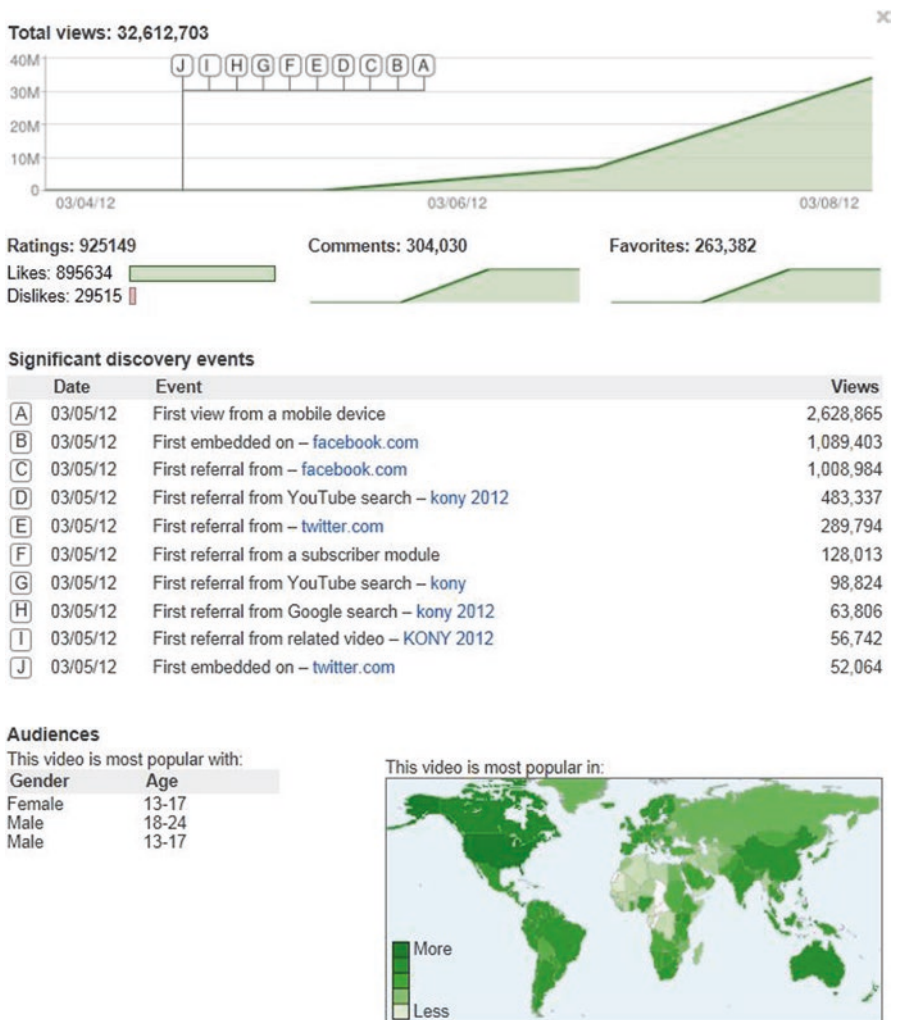 ×
Total views: 32,612,703
40M
J I H G F E D C B A
30M
20M
10M
0
03/04/12 03/06/12 03/08/12
Ratings: 925149 Comments: 304,030 Favorites: 263,382
Likes: 895634
Dislikes: 29515
Significant discovery events
Date Event Views
A 03/05/12 First view from a mobile device 2,628,865
B 03/05/12 First embedded on – facebook.com 1,089,403
C 03/05/12 First referral from – facebook.com 1,008,984
D 03/05/12 First referral from YouTube search – kony 2012 483,337
E 03/05/12 First referral from – twitter.com 289,794
F 03/05/12 First referral from a subscriber module 128,013
G 03/05/12 First referral from YouTube search – kony 98,824
H 03/05/12 First referral from Google search – kony 2012 63,806
I 03/05/12 First referral from related video – KONY 2012 56,742
J 03/05/12 First embedded on – twitter.com 52,064
Audiences
This video is most popular with:
Gender Age
Female 13-17
Male 18-24
Male 13-17
This video is most popular in:
More
Less